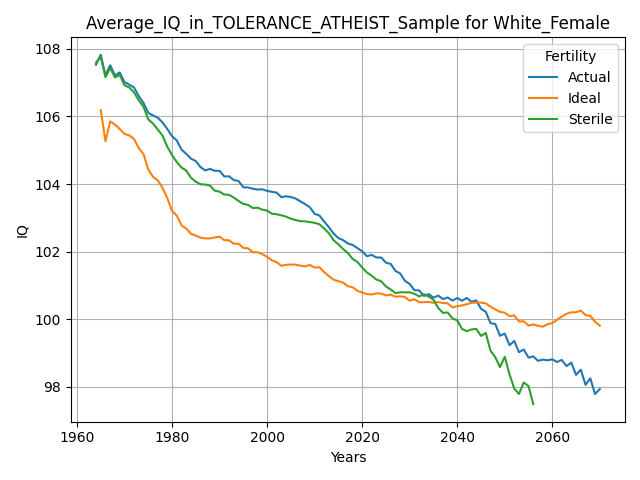 Average_IQ_in_TOLERANCE_ATHEIST_Sample for White_Female
Fertility
Actual
Ideal
Sterile
108
106
104
102
100
98
IQ
1960
1980
2000
2020
2040
2060
Years